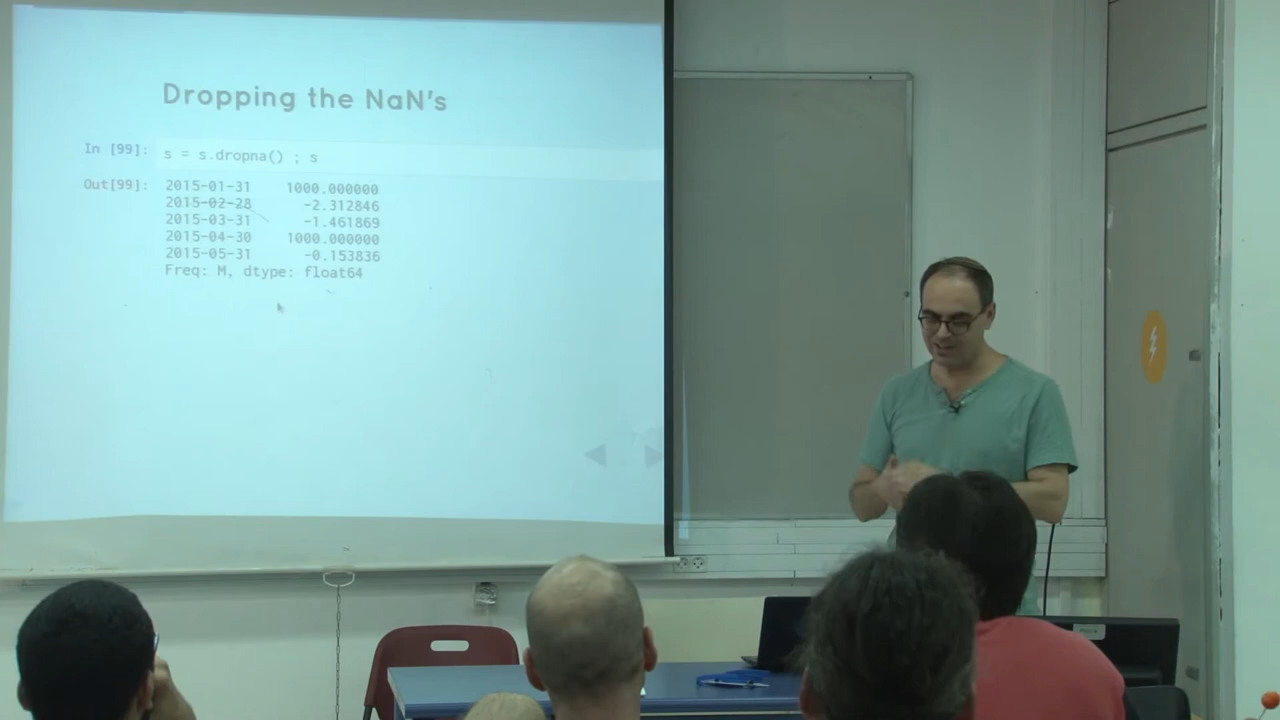 Dropping the NaN's
In [99]: s = s.dropna() ; s
Out[99]: 2015-01-31 1000.000000
2015-02-28 -2.312846
2015-03-31 -1.461869
2015-04-30 1000.000000
2015-05-31 -0.153836
Freq: M, dtype: float64